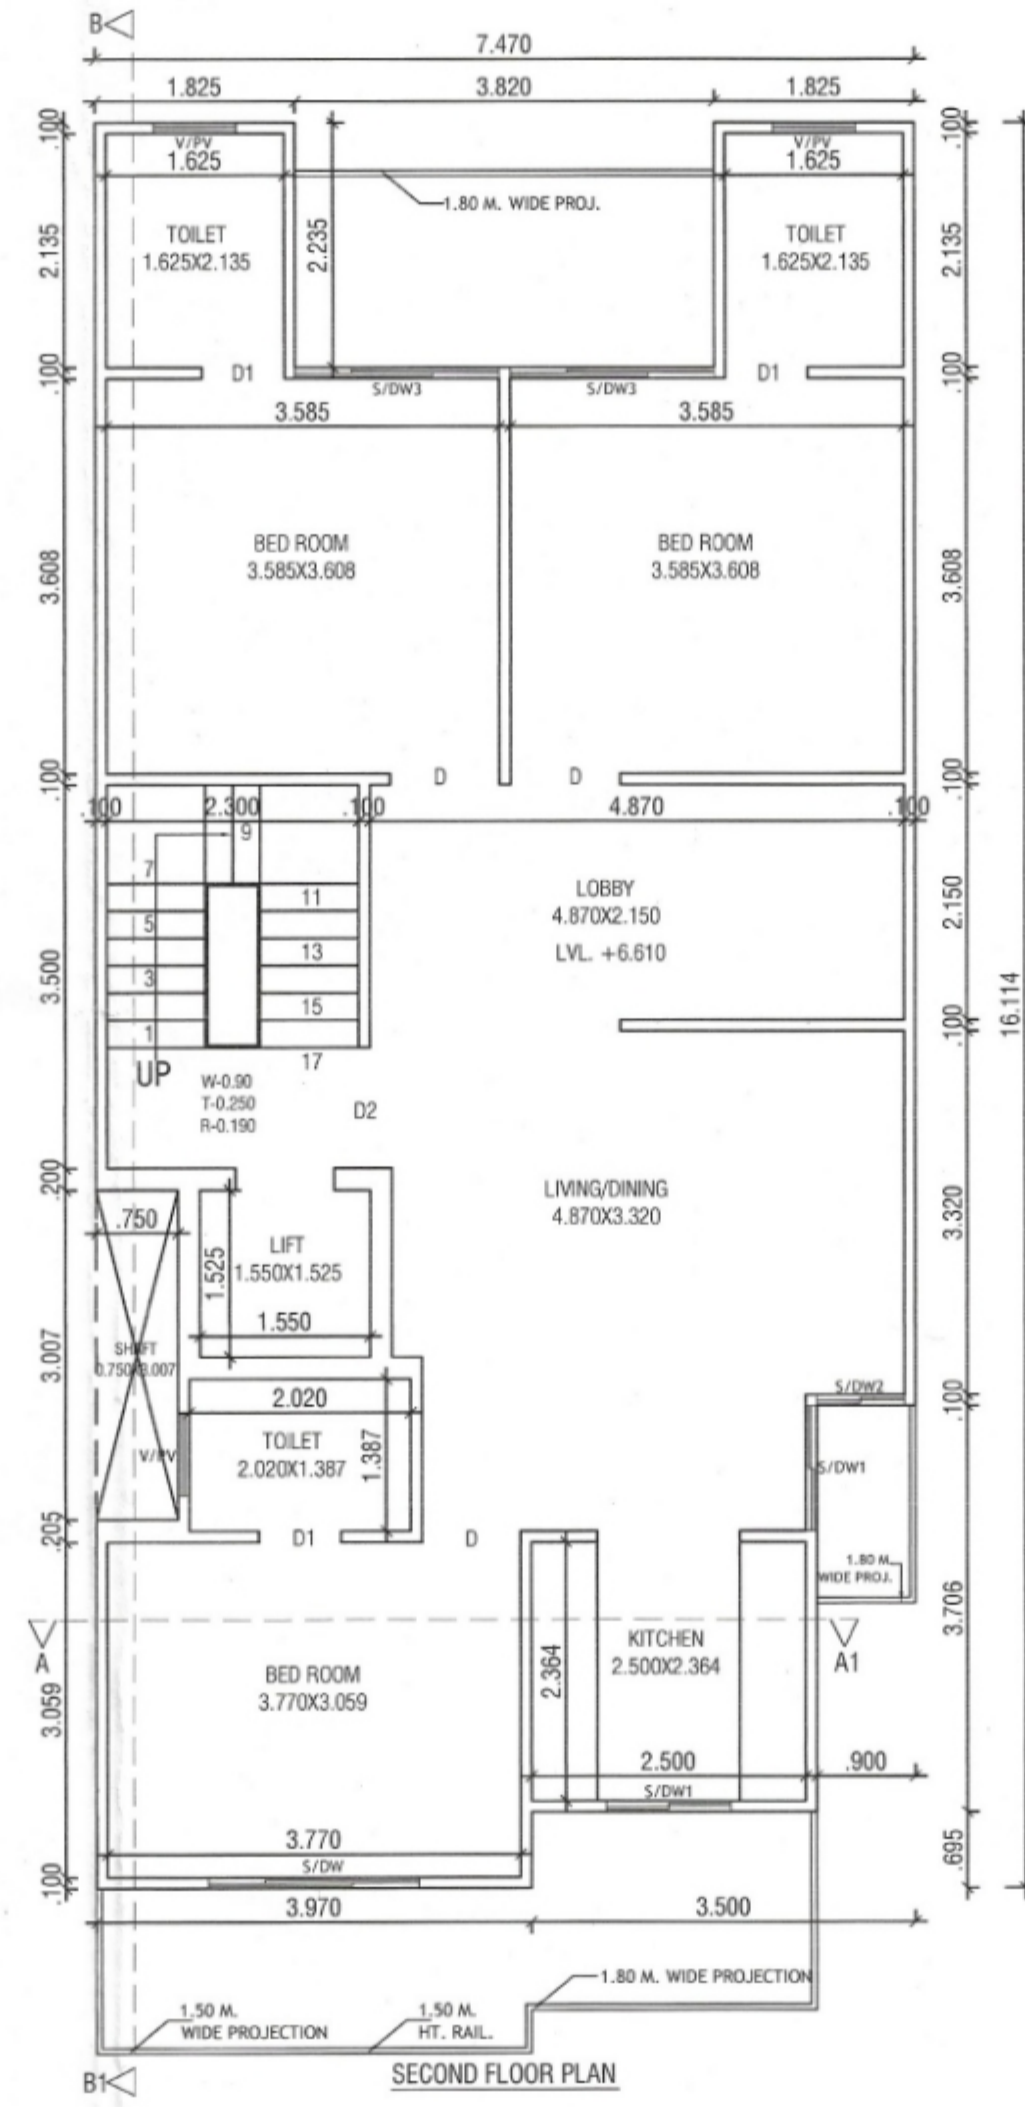 B
7.470
1.825
3.820
1.825
.100
V/PV
1.625
V/PV
1.625
.100
1.80 M. WIDE PROJ.
2.135
TOILET
1.625X2.135
2.235
TOILET
1.625X2.135
2.135
.100
D1
S/DW3
S/DW3
D1
.100
3.585
3.585
3.608
BED ROOM
3.585X3.608
BED ROOM
3.585X3.608
3.608
.100
D
D
.100
.100
2.300
.100
4.870
.100
9
7
11
5
13
3
15
1
17
3.500
LOBBY
4.870X2.150
LVL. +6.610
2.150
16.114
.100
UP
W-0.90
T-0.250
R-0.190
D2
.200
.750
LIFT
1.550X1.525
1.525
1.550
LIVING/DINING
4.870X3.320
3.320
3.007
SHAFT
0.750X3.007
2.020
V/PV
TOILET
2.020X1.387
1.387
S/DW2
.100
S/DW1
.205
D1
D
1.80 M.
WIDE PROJ.
3.706
A
A1
3.059
BED ROOM
3.770X3.059
2.364
KITCHEN
2.500X2.364
2.500
.900
S/DW1
3.770
S/DW
.695
.100
3.970
3.500
1.80 M. WIDE PROJECTION
1.50 M.
WIDE PROJECTION
1.50 M.
HT. RAIL.
B1
SECOND FLOOR PLAN